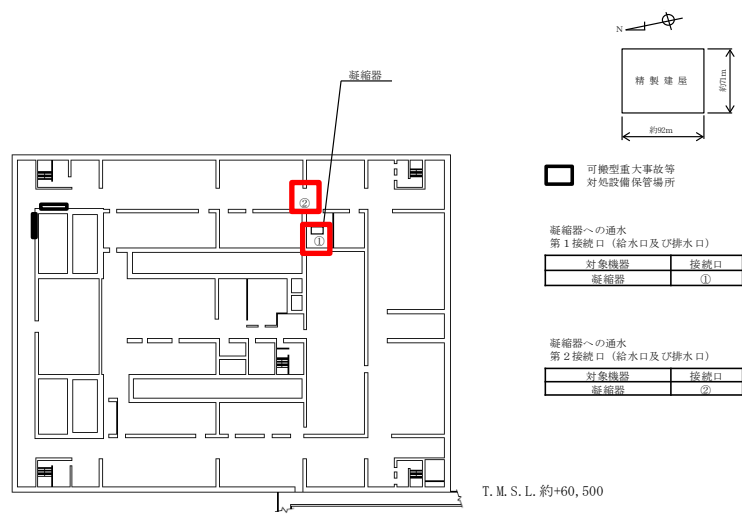 N
凝縮器
精製建屋
約71m
約92m
②
①
可搬型重大事故等
対処設備保管場所
凝縮器への通水
第1接続口（給水口及び排水口）
対象機器 接続口
凝縮器 ①
凝縮器への通水
第2接続口（給水口及び排水口）
対象機器 接続口
凝縮器 ②
T.M.S.L.約+60,500